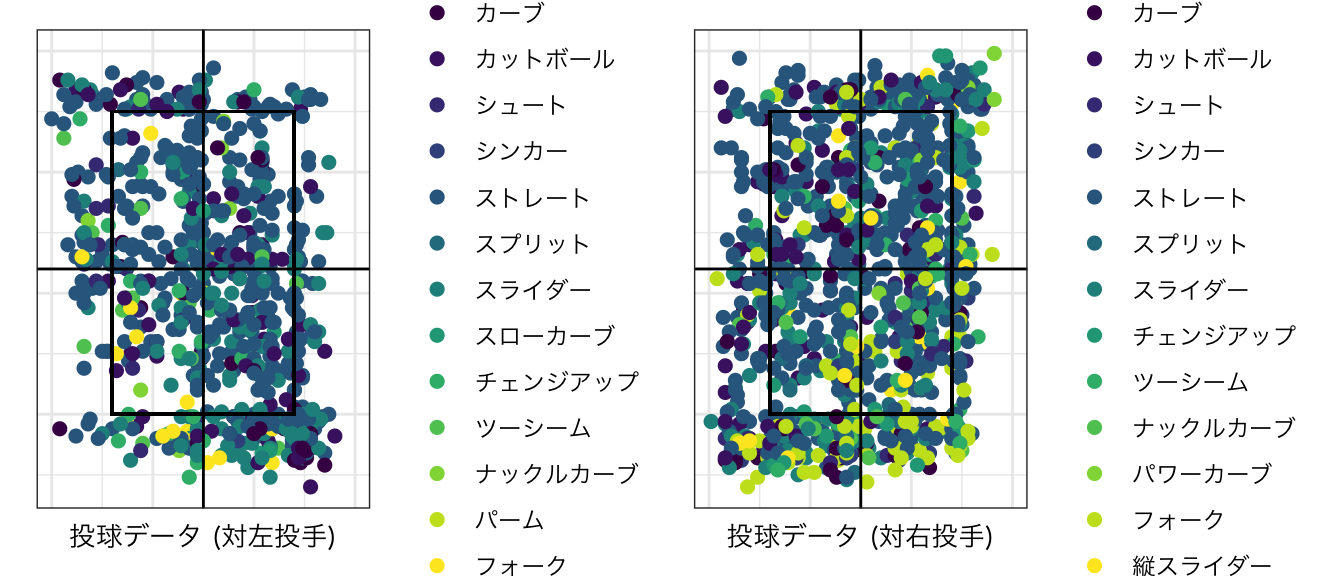 カーブ
カットボール
シュート
シンカー
ストレート
スプリット
スライダー
スローカーブ
チェンジアップ
ツーシーム
ナックルカーブ
パーム
フォーク
投球データ (対左投手)
カーブ
カットボール
シュート
シンカー
ストレート
スプリット
スライダー
チェンジアップ
ツーシーム
ナックルカーブ
パワーカーブ
フォーク
縦スライダー
投球データ (対右投手)